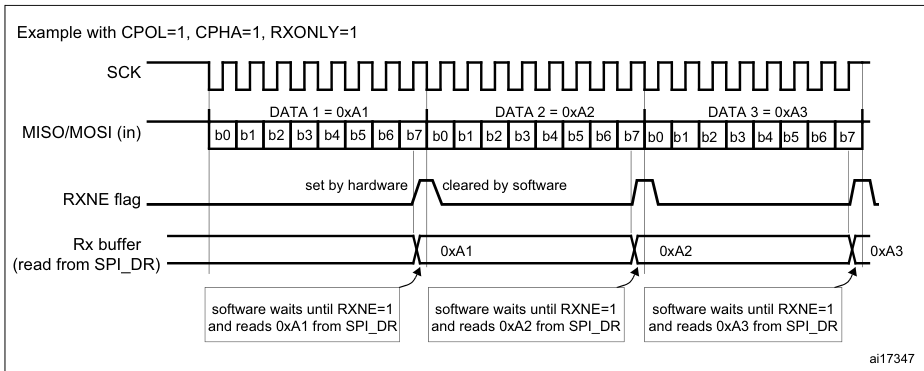 Example with CPOL=1, CPHA=1, RXONLY=1
SCK
DATA 1 = 0xA1 DATA 2 = 0xA2 DATA 3 = 0xA3
MISO/MOSI (in) b0 b1 b2 b3 b4 b5 b6 b7 b0 b1 b2 b3 b4 b5 b6 b7 b0 b1 b2 b3 b4 b5 b6 b7
set by hardware cleared by software
RXNE flag
Rx buffer
(read from SPI_DR)
0xA1 0xA2 0xA3
software waits until RXNE=1
and reads 0xA1 from SPI_DR
software waits until RXNE=1
and reads 0xA2 from SPI_DR
software waits until RXNE=1
and reads 0xA3 from SPI_DR
ai17347